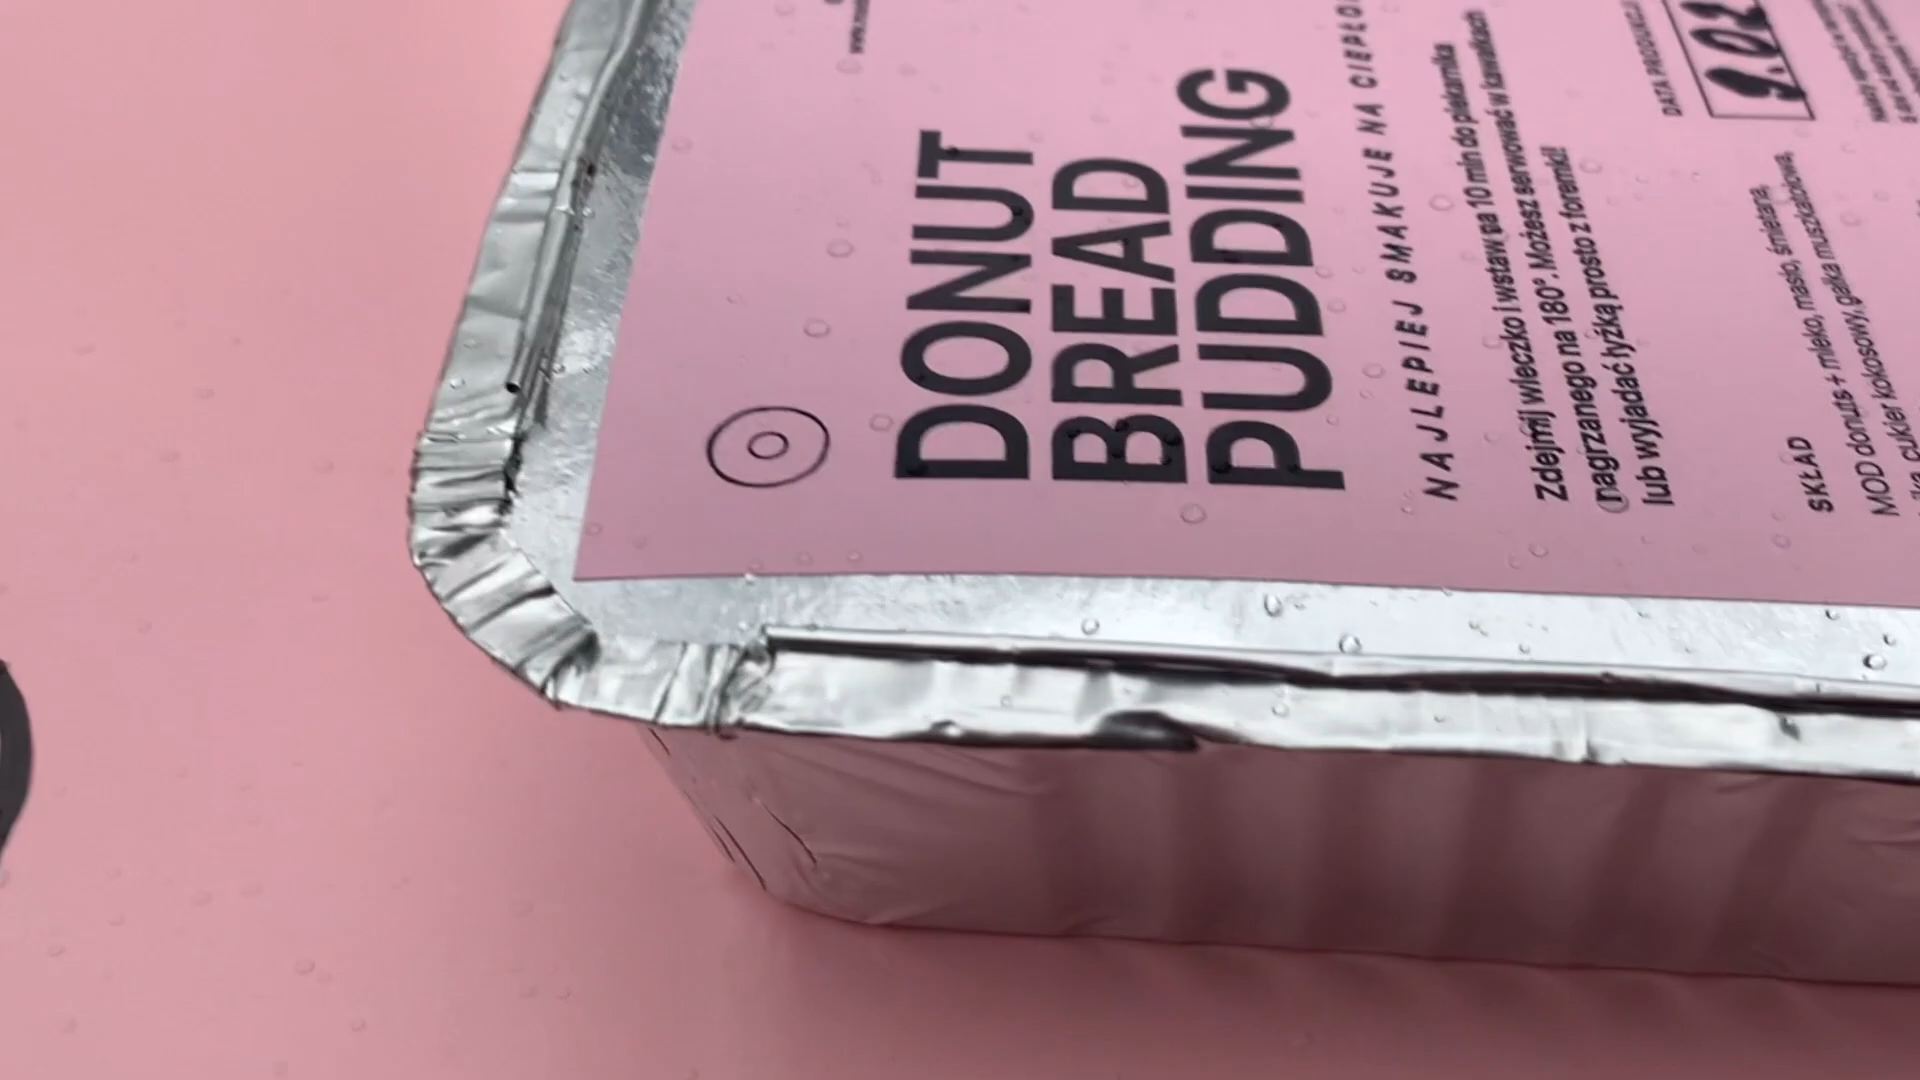 DONUT
BREAD
PUDDING
NAJLEPIEJ SMAKUJE NA CIEPŁO
Zdejmij wieczko i wstaw na 10 min do piekarnika
nagrzanego na 180°. Możesz serwować w kawałkach
lub wyjadać łyżką prosto z foremki!
DATA PRODUKCJI
9.02
SKŁAD
MOD donuts + mleko, masło, śmietana,
cukier kokosowy, gałka muszkatołowa,